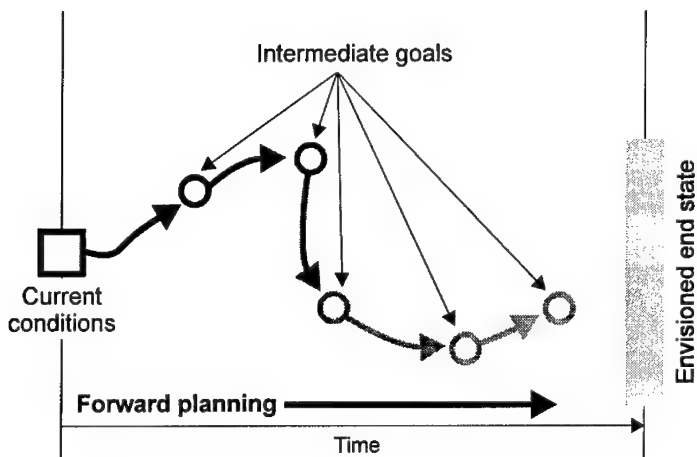 Intermediate goals
Current
conditions
Envisioned end state
Forward planning
Time